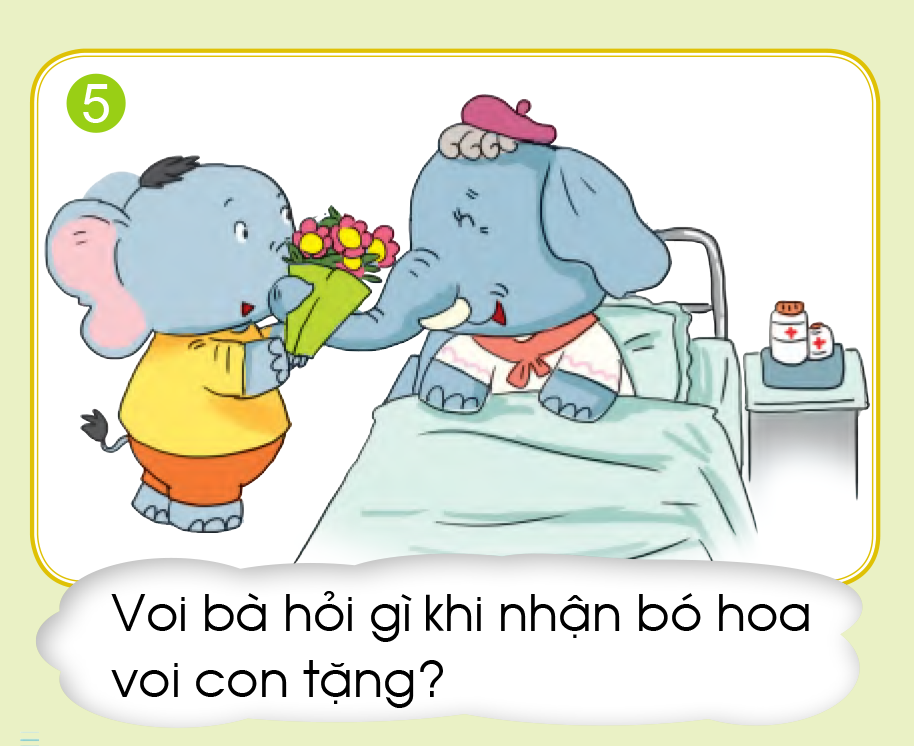 5
Voi bà hỏi gì khi nhận bó hoa
voi con tặng?